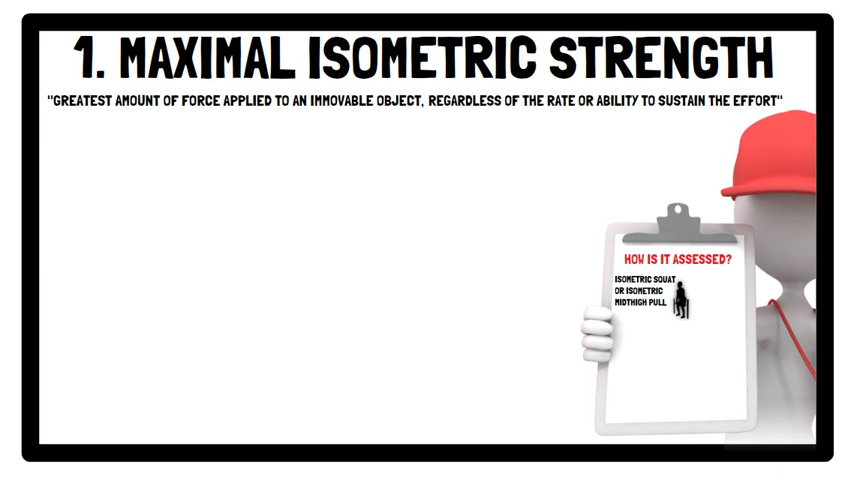 1. MAXIMAL ISOMETRIC STRENGTH
"GREATEST AMOUNT OF FORCE APPLIED TO AN IMMOVABLE OBJECT, REGARDLESS OF THE RATE OR ABILITY TO SUSTAIN THE EFFORT"
HOW IS IT ASSESSED?
ISOMETRIC SQUAT
OR ISOMETRIC
MIDTHIGH PULL